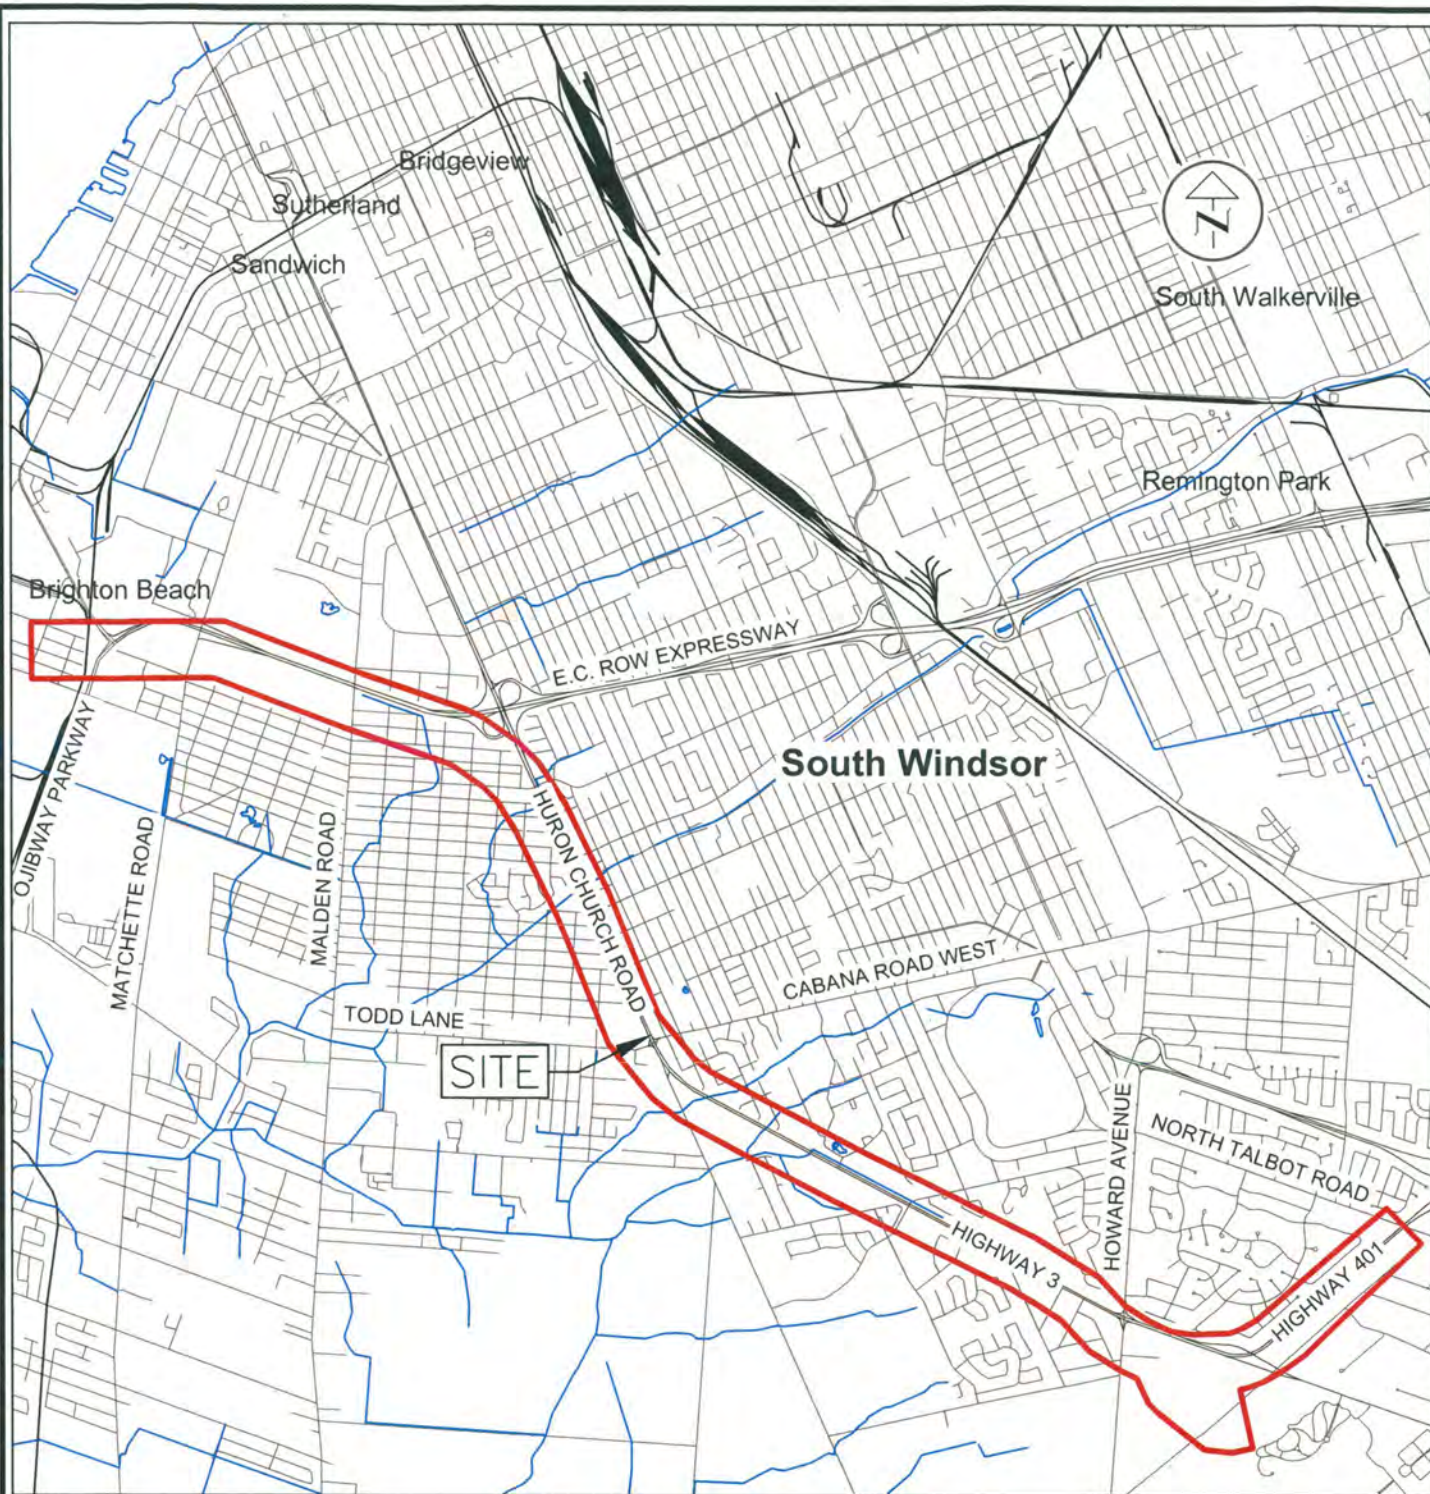 Bridgeview
Sutherland
Sandwich
N
South Walkerville
Remington Park
Brighton Beach
E.C. ROW EXPRESSWAY
South Windsor
OJIBWAY PARKWAY
MATCHETTE ROAD
MALDEN ROAD
HURON CHURCH ROAD
CABANA ROAD WEST
TODD LANE
SITE
HOWARD AVENUE
NORTH TALBOT ROAD
HIGHWAY 3
HIGHWAY 401